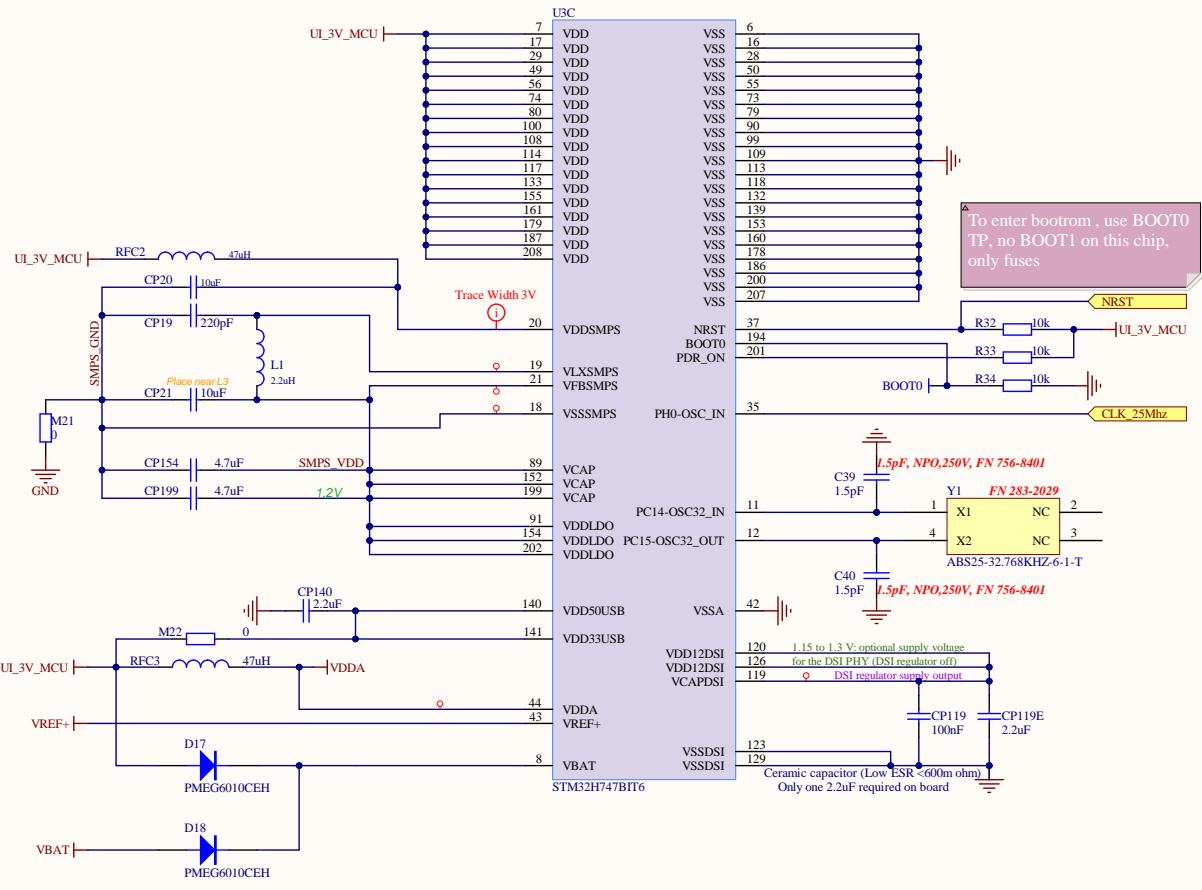 U3C
UI_3V_MCU
7 VDD VSS 6
17 VDD VSS 16
29 VDD VSS 28
49 VDD VSS 50
56 VDD VSS 55
74 VDD VSS 73
80 VDD VSS 79
100 VDD VSS 90
108 VDD VSS 99
114 VDD VSS 109
117 VDD VSS 113
133 VDD VSS 118
155 VDD VSS 132
161 VDD VSS 139
179 VDD VSS 153
187 VDD VSS 160
208 VDD VSS 178
VSS 186
VSS 200
VSS 207
To enter bootrom , use BOOT0
TP, no BOOT1 on this chip,
only fuses
UI_3V_MCU
RFC2 47uH
CP20 10uF
CP19 220pF
SMPS_GND
L1
2.2uH
Place near L3
CP21 10uF
M21
0
GND
CP154 4.7uF
CP199 4.7uF
SMPS_VDD
1.2V
Trace Width 3V
i
20 VDDSMPS
19 VLXSMPS
21 VFBSMPS
18 VSSSMPS
89 VCAP
152 VCAP
199 VCAP
91 VDDLDO
154 VDDLDO
202 VDDLDO
NRST 37
BOOT0 194
PDR_ON 201
NRST
R32 10k
UI_3V_MCU
R33 10k
BOOT0
R34 10k
PH0-OSC_IN 35
CLK_25Mhz
PC14-OSC32_IN 11
PC15-OSC32_OUT 12
C39
1.5pF
1.5pF, NPO,250V, FN 756-8401
Y1 FN 283-2029
1 X1 NC 2
4 X2 NC 3
ABS25-32.768KHZ-6-1-T
C40
1.5pF
1.5pF, NPO,250V, FN 756-8401
CP140
2.2uF
140 VDD50USB
141 VDD33USB
M22 0
UI_3V_MCU
RFC3 47uH
VDDA
44 VDDA
VREF+
43 VREF+
D17
PMEG6010CEH
8 VBAT
D18
VBAT
PMEG6010CEH
VSSA 42
VDD12DSI 120
VDD12DSI 126
VCAPDSI 119
1.15 to 1.3 V: optional supply voltage
for the DSI PHY (DSI regulator off)
DSI regulator supply output
CP119
100nF
CP119E
2.2uF
VSSDSI 123
VSSDSI 129
Ceramic capacitor (Low ESR <600m ohm)
Only one 2.2uF required on board
STM32H747BIT6